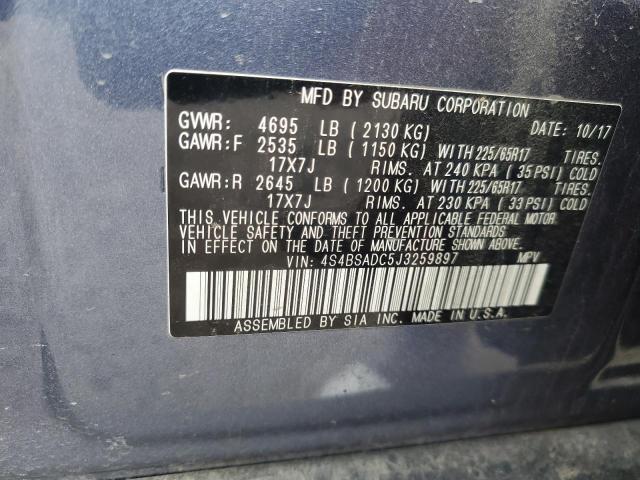 MFD BY SUBARU CORPORATION
GVWR: 4695 LB ( 2130 KG) DATE: 10/17
GAWR:F 2535 LB ( 1150 KG) WITH 225/65R17 TIRES.
17X7J RIMS. AT 240 KPA ( 35 PSI) COLD
GAWR:R 2645 LB ( 1200 KG) WITH 225/65R17 TIRES.
17X7J RIMS. AT 230 KPA ( 33 PSI) COLD
THIS VEHICLE CONFORMS TO ALL APPLICABLE FEDERAL MOTOR
VEHICLE SAFETY AND THEFT PREVENTION STANDARDS
IN EFFECT ON THE DATE OF MANUFACTURE SHOWN ABOVE.
VIN: 4S4BSADC5J3259897 MPV
ASSEMBLED BY SIA INC. MADE IN U.S.A.